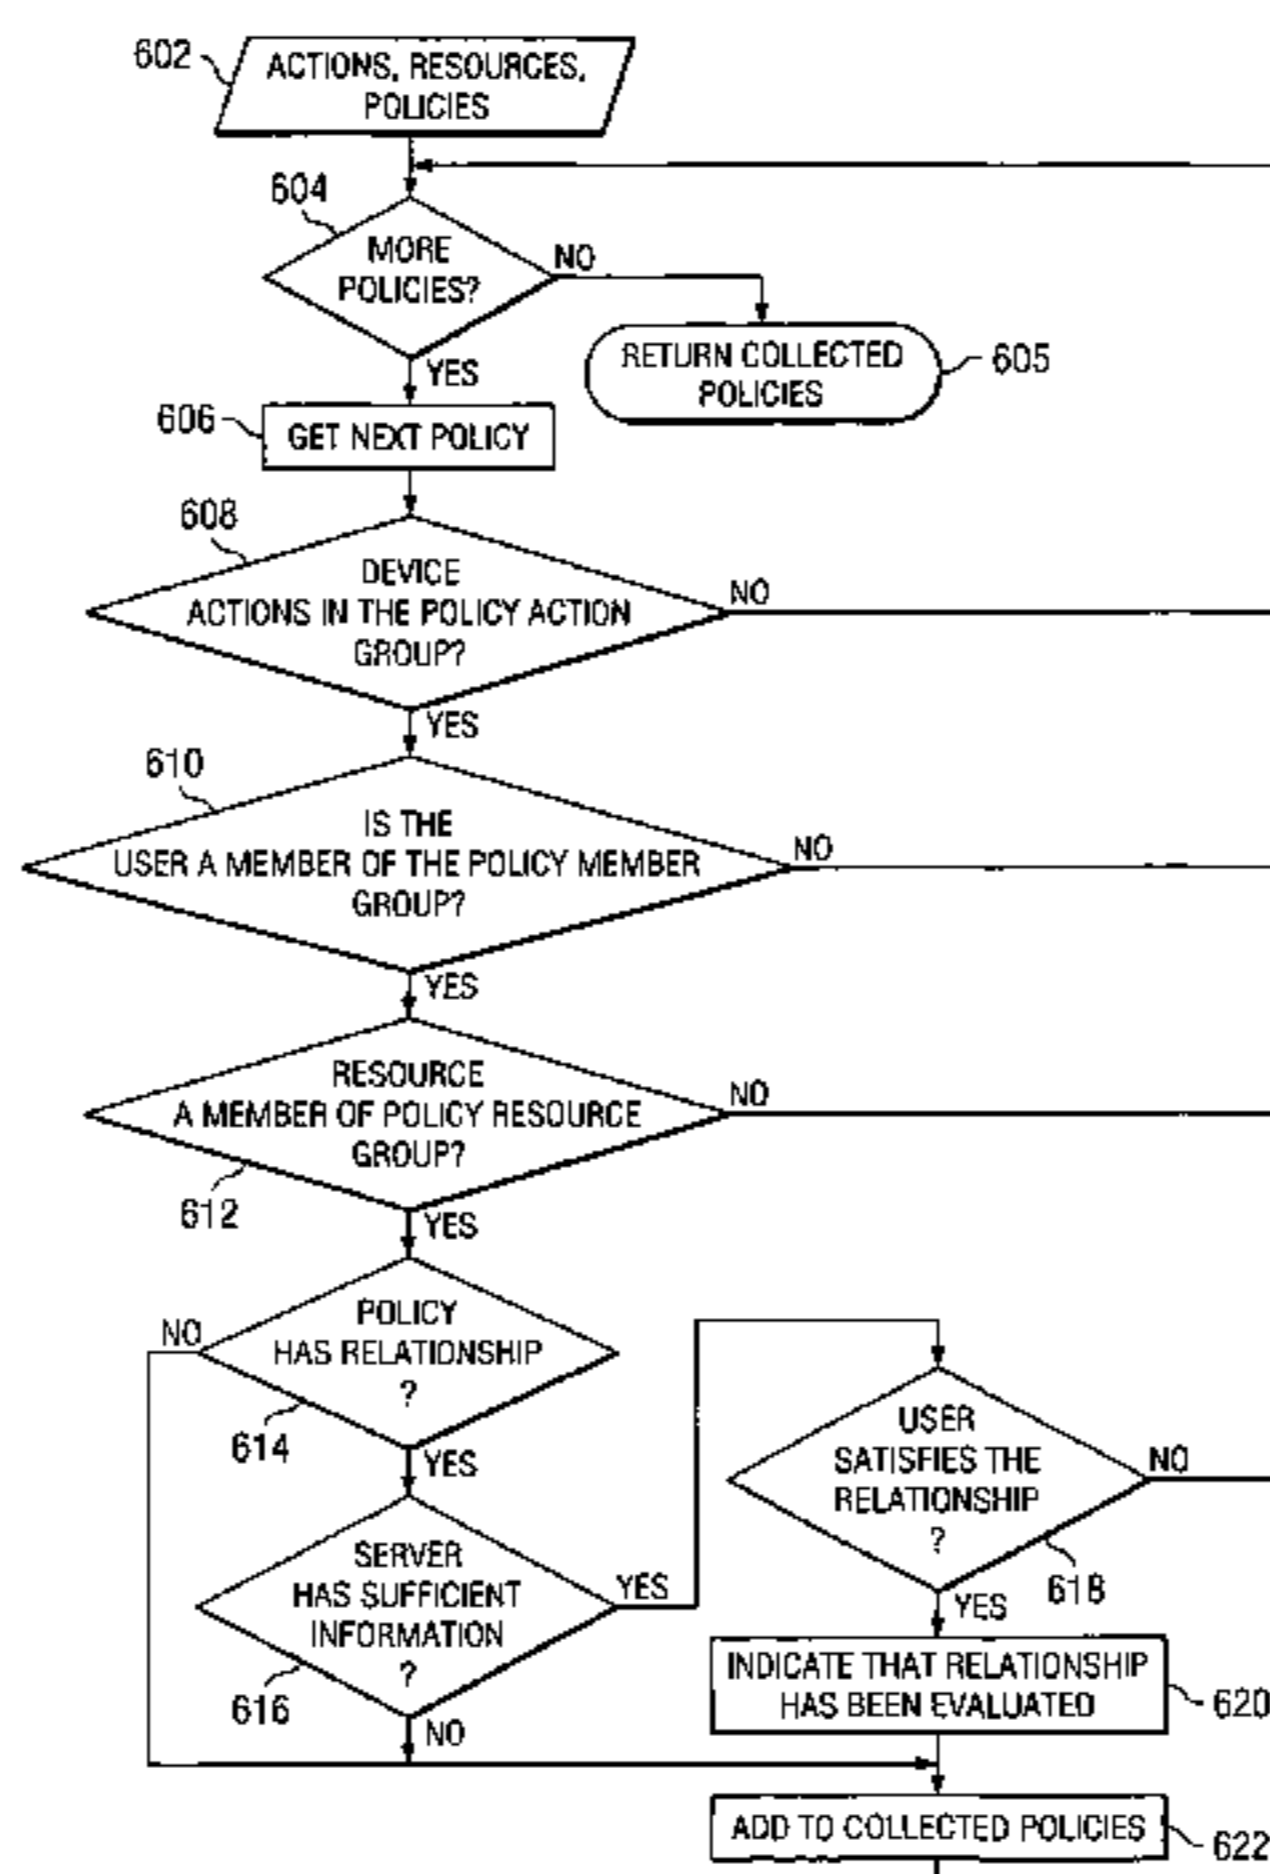 602
ACTIONS, RESOURCES,
POLICIES
604
MORE
POLICIES?
NO
RETURN COLLECTED
POLICIES
605
YES
606
GET NEXT POLICY
608
DEVICE
ACTIONS IN THE POLICY ACTION
GROUP?
NO
YES
610
IS THE
USER A MEMBER OF THE POLICY MEMBER
GROUP?
NO
YES
RESOURCE
A MEMBER OF POLICY RESOURCE
GROUP?
NO
612
YES
POLICY
HAS RELATIONSHIP
?
NO
614
YES
SERVER
HAS SUFFICIENT
INFORMATION
?
YES
616
NO
USER
SATISFIES THE
RELATIONSHIP
?
NO
618
YES
INDICATE THAT RELATIONSHIP
HAS BEEN EVALUATED
620
ADD TO COLLECTED POLICIES
622